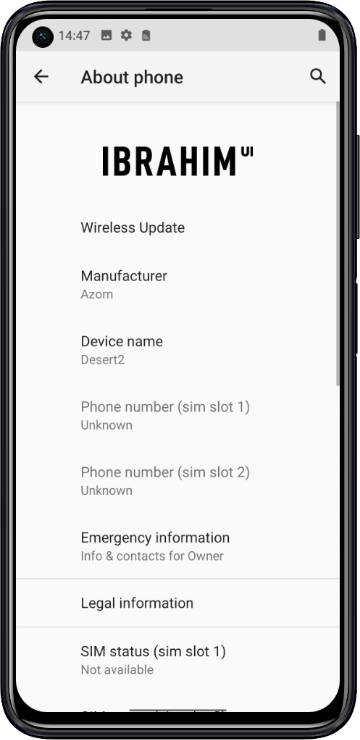 14:47
About phone
IBRAHIM UI
Wireless Update
Manufacturer
Azom
Device name
Desert2
Phone number (sim slot 1)
Unknown
Phone number (sim slot 2)
Unknown
Emergency information
Info & contacts for Owner
Legal information
SIM status (sim slot 1)
Not available